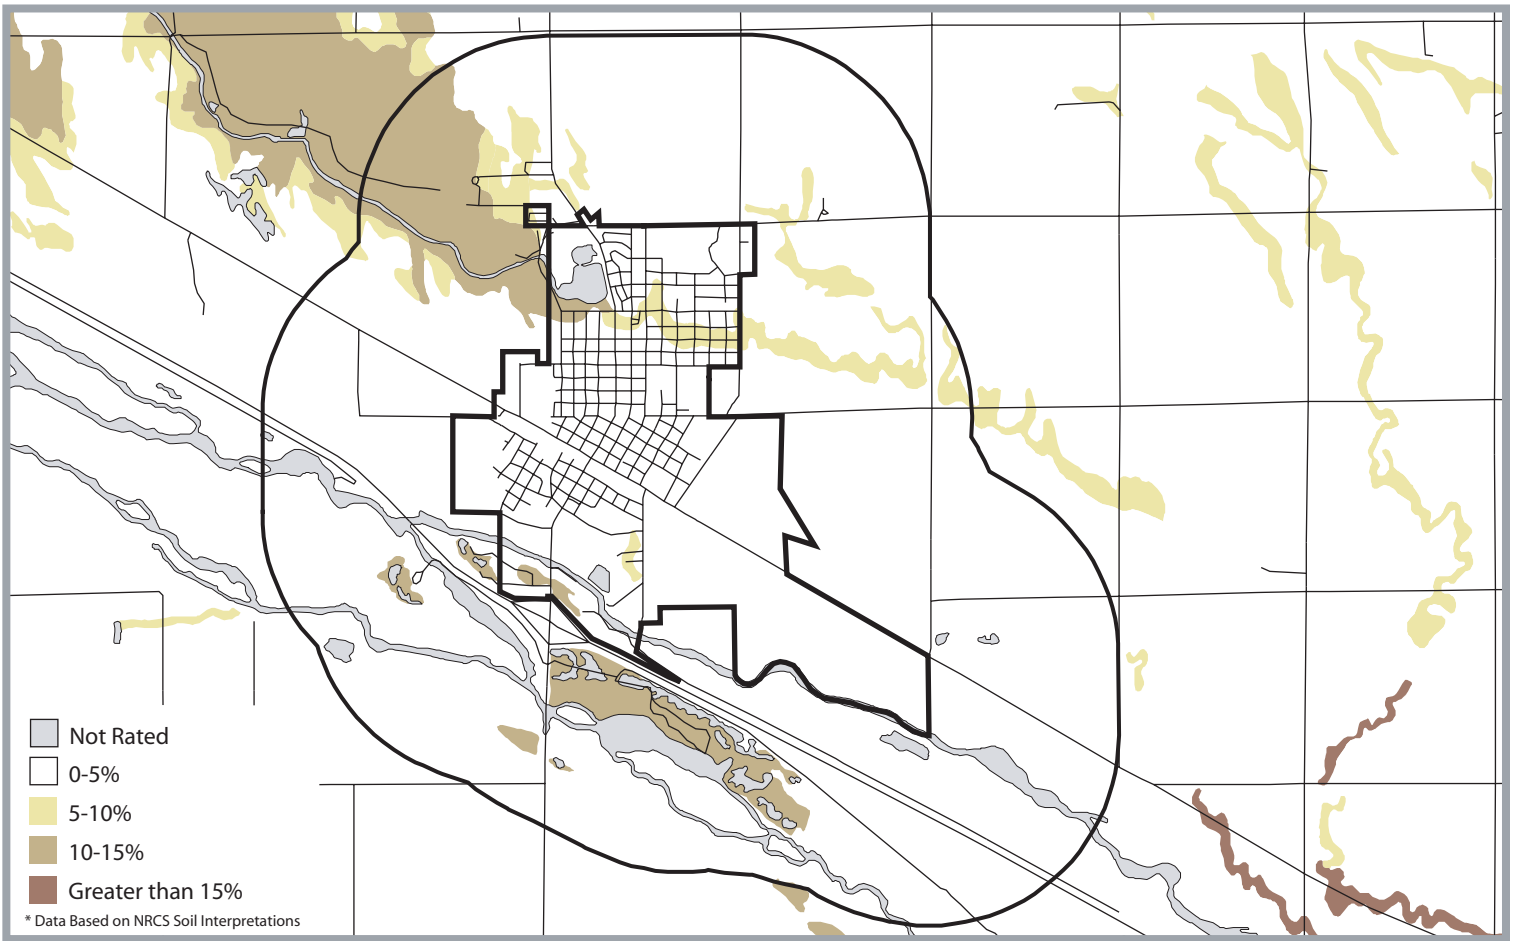 Not Rated
0-5%
5-10%
10-15%
Greater than 15%
* Data Based on NRCS Soil Interpretations